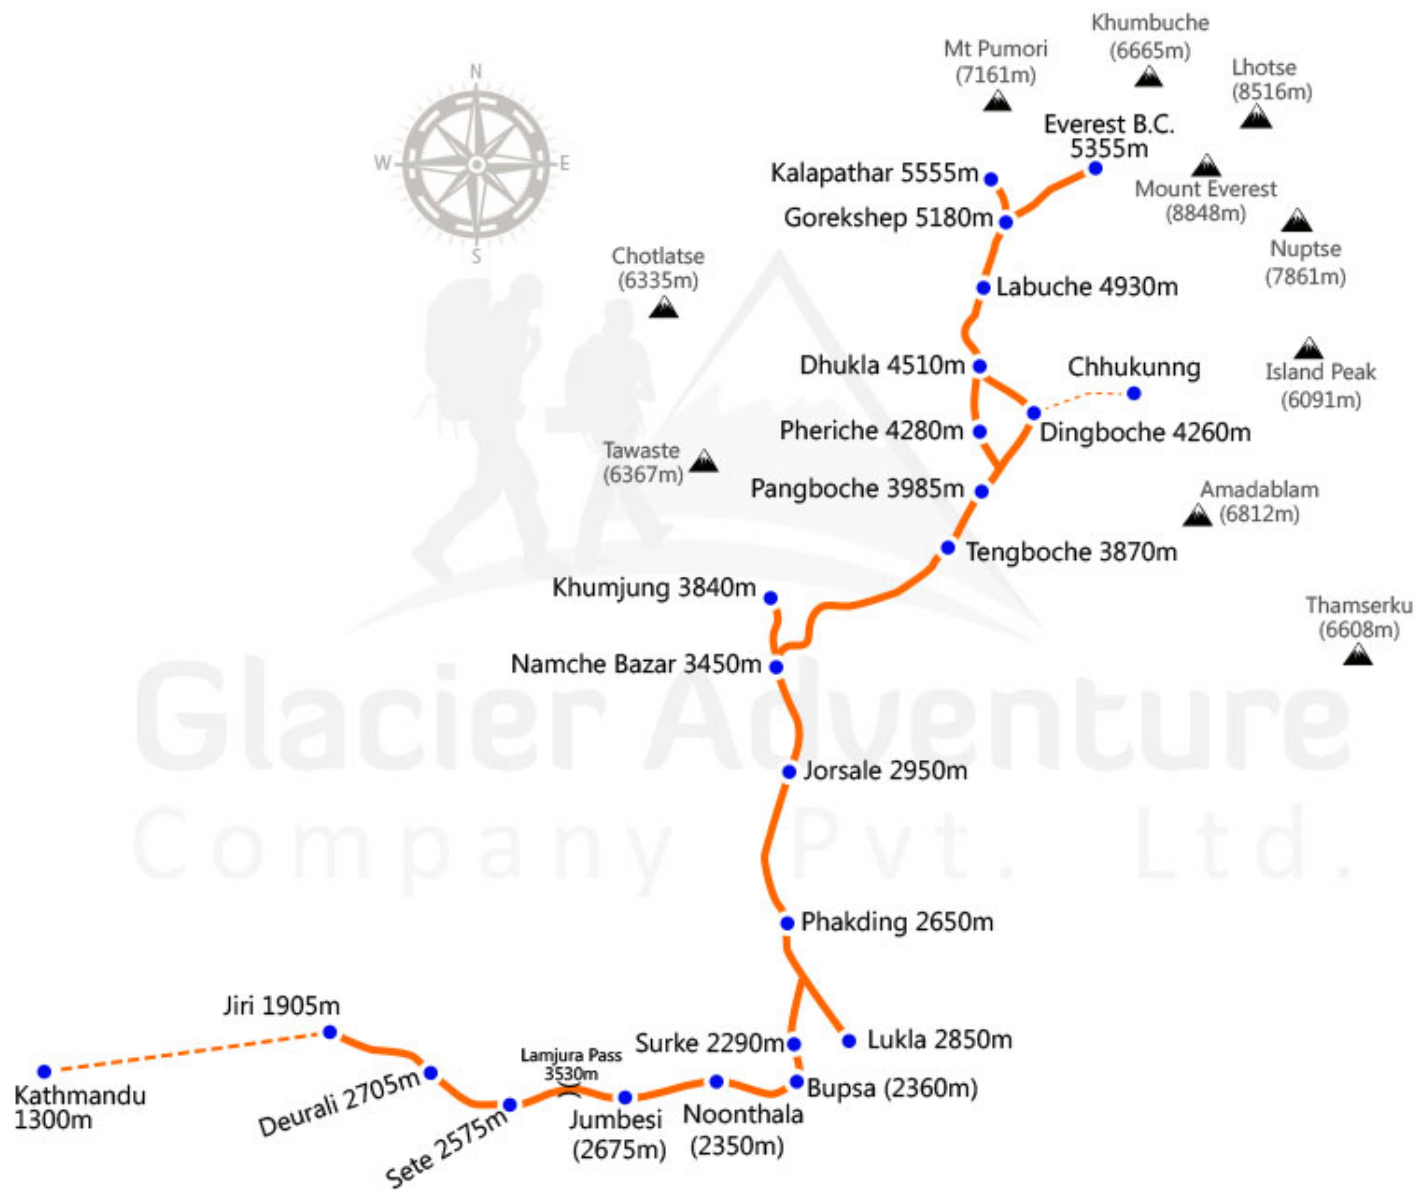 Khumbuche
(6665m)
Mt Pumori
(7161m)
Lhotse
(8516m)
N
W
E
S
Everest B.C.
5355m
Kalapathar 5555m
Mount Everest
(8848m)
Gorekshep 5180m
Nuptse
(7861m)
Chotlatse
(6335m)
Labuche 4930m
Dhukla 4510m
Chhukunng
Island Peak
(6091m)
Pheriche 4280m
Dingboche 4260m
Tawaste
(6367m)
Pangboche 3985m
Amadablam
(6812m)
Tengboche 3870m
Khumjung 3840m
Thamserku
(6608m)
Namche Bazar 3450m
Glacier Adventure
Company Pvt. Ltd.
Jorsale 2950m
Phakding 2650m
Jiri 1905m
Surke 2290m
Lukla 2850m
Lamjura Pass
3530m
Kathmandu
1300m
Deurali 2705m
Sete 2575m
Jumbesi
(2675m)
Noonthala
(2350m)
Bupsa (2360m)